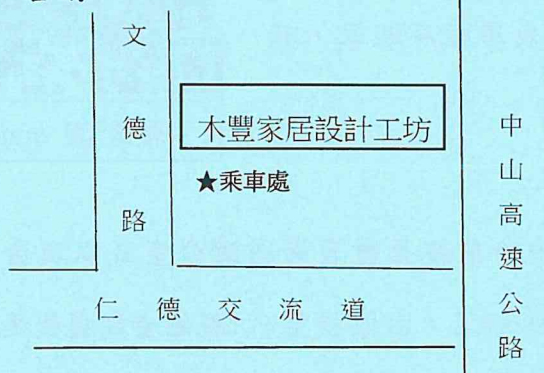 文德路
木豐家居設計工坊
★乘車處
仁德交流道
中山高速公路